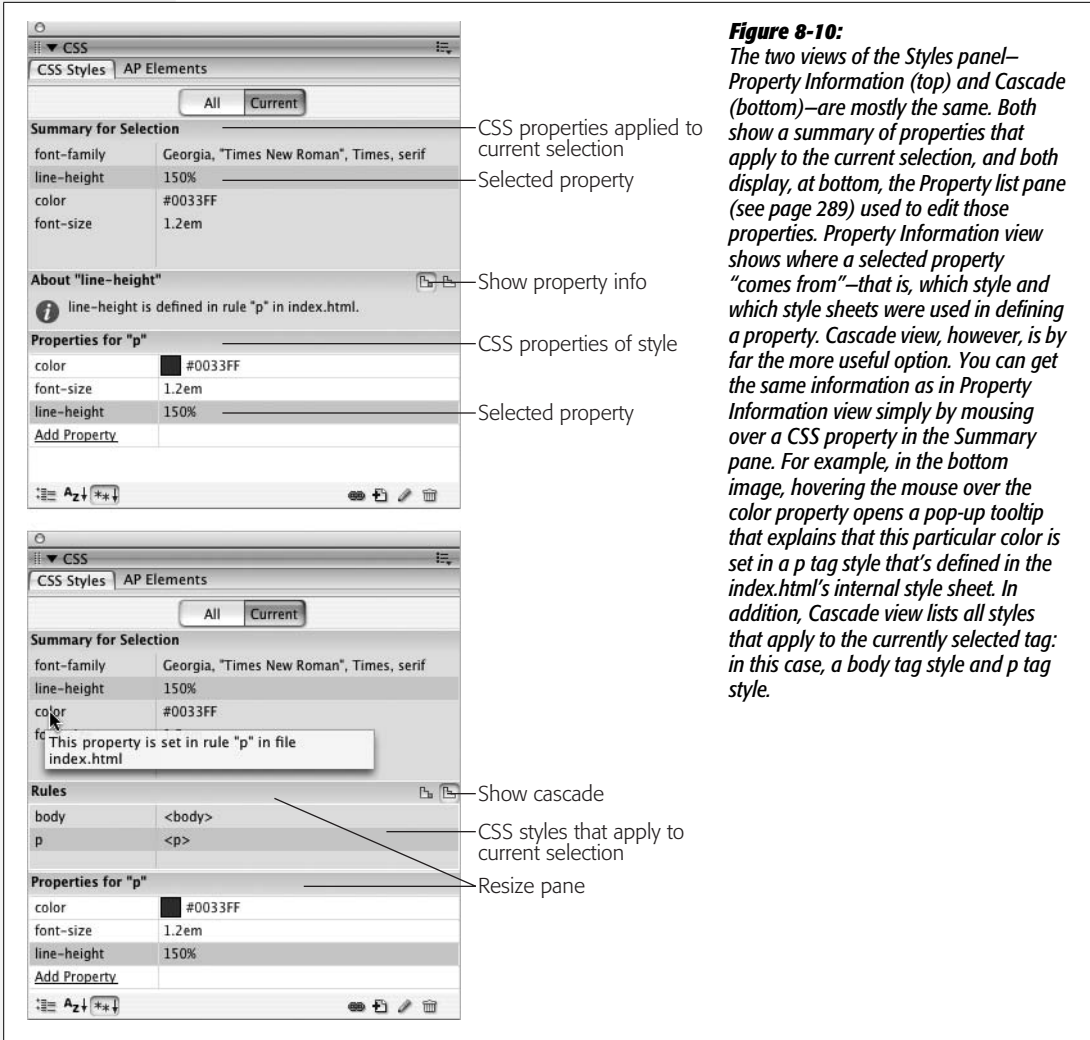 CSS
CSS Styles AP Elements
All Current
Summary for Selection
font-family Georgia, "Times New Roman", Times, serif
line-height 150%
color #0033FF
font-size 1.2em
About "line-height"
line-height is defined in rule "p" in index.html.
Properties for "p"
color #0033FF
font-size 1.2em
line-height 150%
Add Property
CSS properties applied to
current selection
Selected property
Show property info
CSS properties of style
Selected property
CSS
CSS Styles AP Elements
All Current
Summary for Selection
font-family Georgia, "Times New Roman", Times, serif
line-height 150%
color #0033FF
This property is set in rule "p" in file
index.html
Rules
body <body>
p <p>
Properties for "p"
color #0033FF
font-size 1.2em
line-height 150%
Add Property
Show cascade
CSS styles that apply to
current selection
Resize pane
Figure 8-10:
The two views of the Styles panel—
Property Information (top) and Cascade
(bottom)—are mostly the same. Both
show a summary of properties that
apply to the current selection, and both
display, at bottom, the Property list pane
(see page 289) used to edit those
properties. Property Information view
shows where a selected property
“comes from”—that is, which style and
which style sheets were used in defining
a property. Cascade view, however, is by
far the more useful option. You can get
the same information as in Property
Information view simply by mousing
over a CSS property in the Summary
pane. For example, in the bottom
image, hovering the mouse over the
color property opens a pop-up tooltip
that explains that this particular color is
set in a p tag style that’s defined in the
index.html’s internal style sheet. In
addition, Cascade view lists all styles
that apply to the currently selected tag:
in this case, a body tag style and p tag
style.